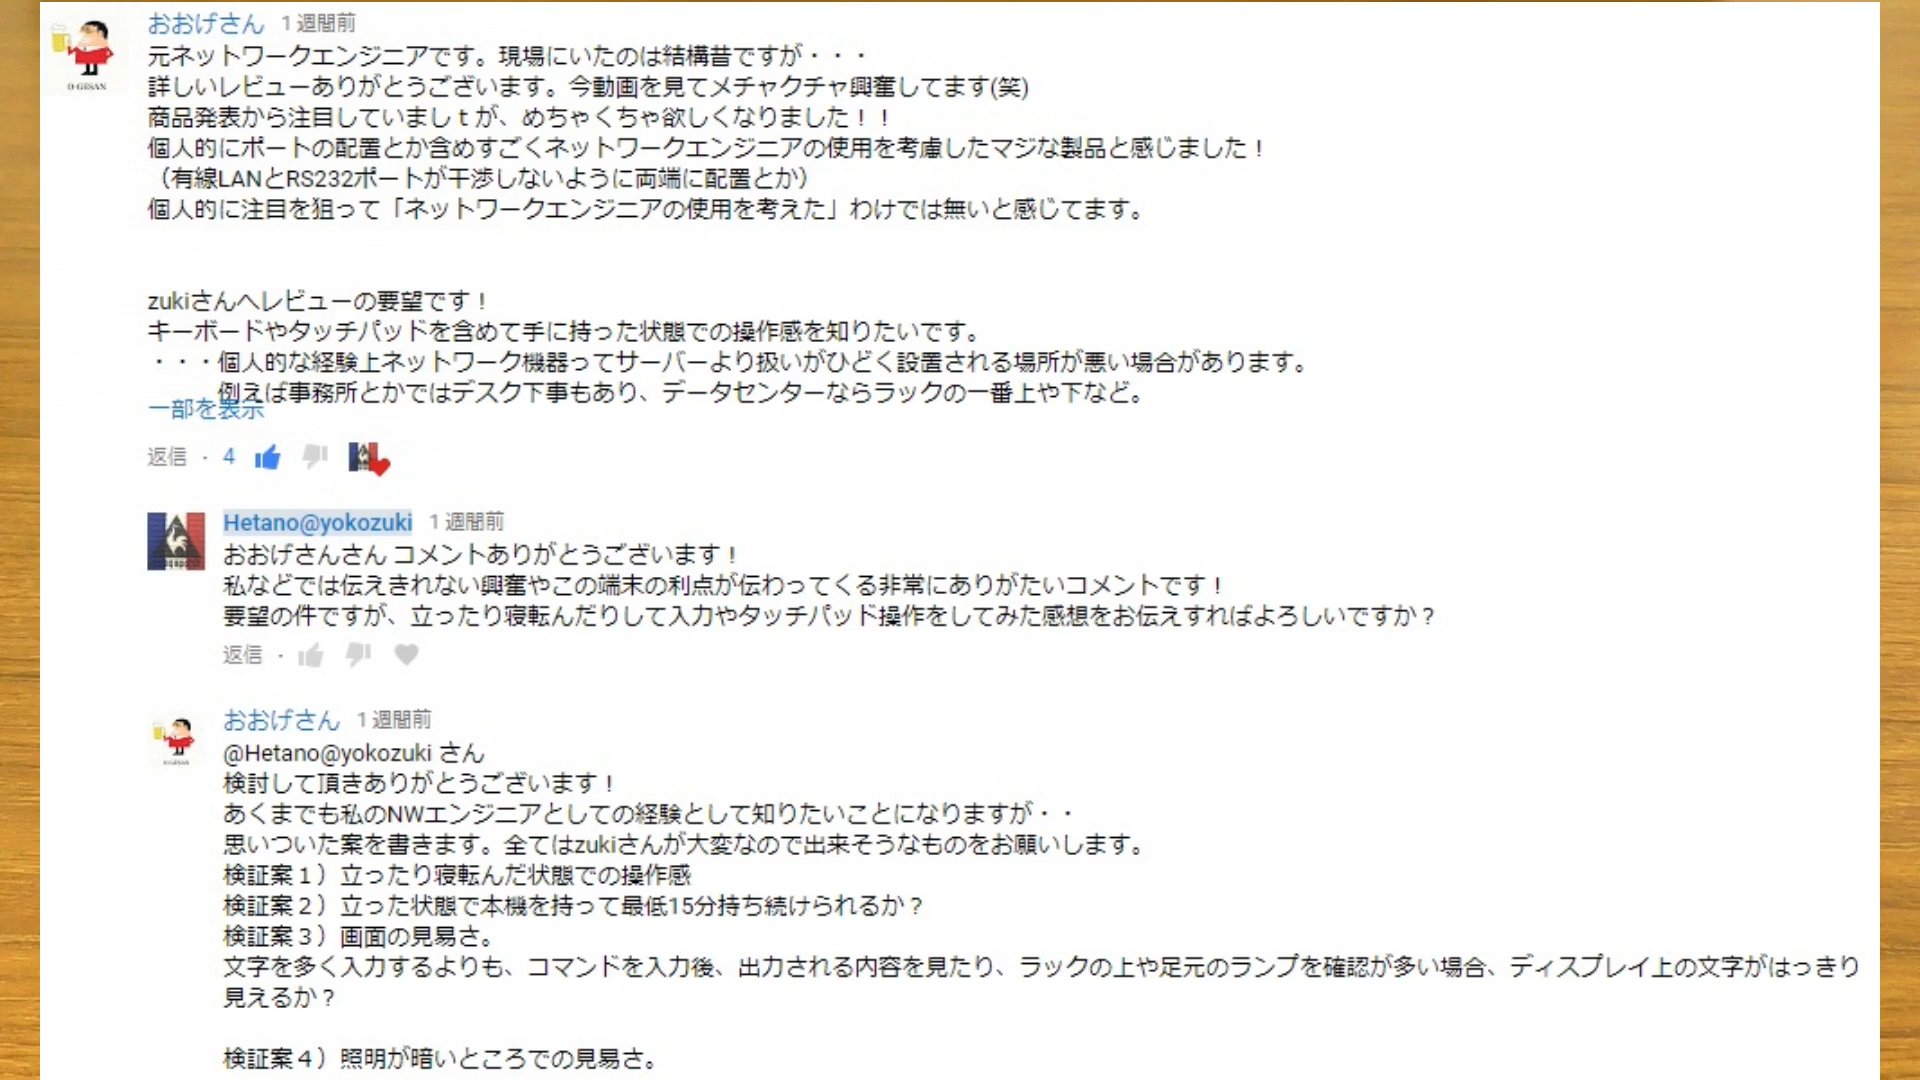 おおげさん 1 週間前
元ネットワークエンジニアです。現場にいたのは結構昔ですが・・・
詳しいレビューありがとうございます。今動画を見てメチャクチャ興奮してます(笑)
商品発表から注目していましｔが、めちゃくちゃ欲しくなりました！！
個人的にポートの配置とか含めすごくネットワークエンジニアの使用を考慮したマジな製品と感じました！
（有線LANとRS232ポートが干渉しないように両端に配置とか）
個人的に注目を狙って「ネットワークエンジニアの使用を考えた」わけでは無いと感じてます。
zukiさんへレビューの要望です！
キーボードやタッチパッドを含めて手に持った状態での操作感を知りたいです。
・・・個人的な経験上ネットワーク機器ってサーバーより扱いがひどく設置される場所が悪い場合があります。
例えば事務所とかではデスク下事もあり、データセンターならラックの一番上や下など。
一部を表示
返信 · 4
O-GESAN
Hetano@yokozuki 1 週間前
おおげさんさん コメントありがとうございます！
私などでは伝えきれない興奮やこの端末の利点が伝わってくる非常にありがたいコメントです！
要望の件ですが、立ったり寝転んだりして入力やタッチパッド操作をしてみた感想をお伝えすればよろしいですか？
返信 ·
おおげさん 1 週間前
@Hetano@yokozuki さん
検討して頂きありがとうございます！
あくまでも私のNWエンジニアとしての経験として知りたいことになりますが・・
思いついた案を書きます。全てはzukiさんが大変なので出来そうなものをお願いします。
検証案１）立ったり寝転んだ状態での操作感
検証案２）立った状態で本機を持って最低15分持ち続けられるか？
検証案３）画面の見易さ。
文字を多く入力するよりも、コマンドを入力後、出力される内容を見たり、ラックの上や足元のランプを確認が多い場合、ディスプレイ上の文字がはっきり
見えるか？
検証案４）照明が暗いところでの見易さ。